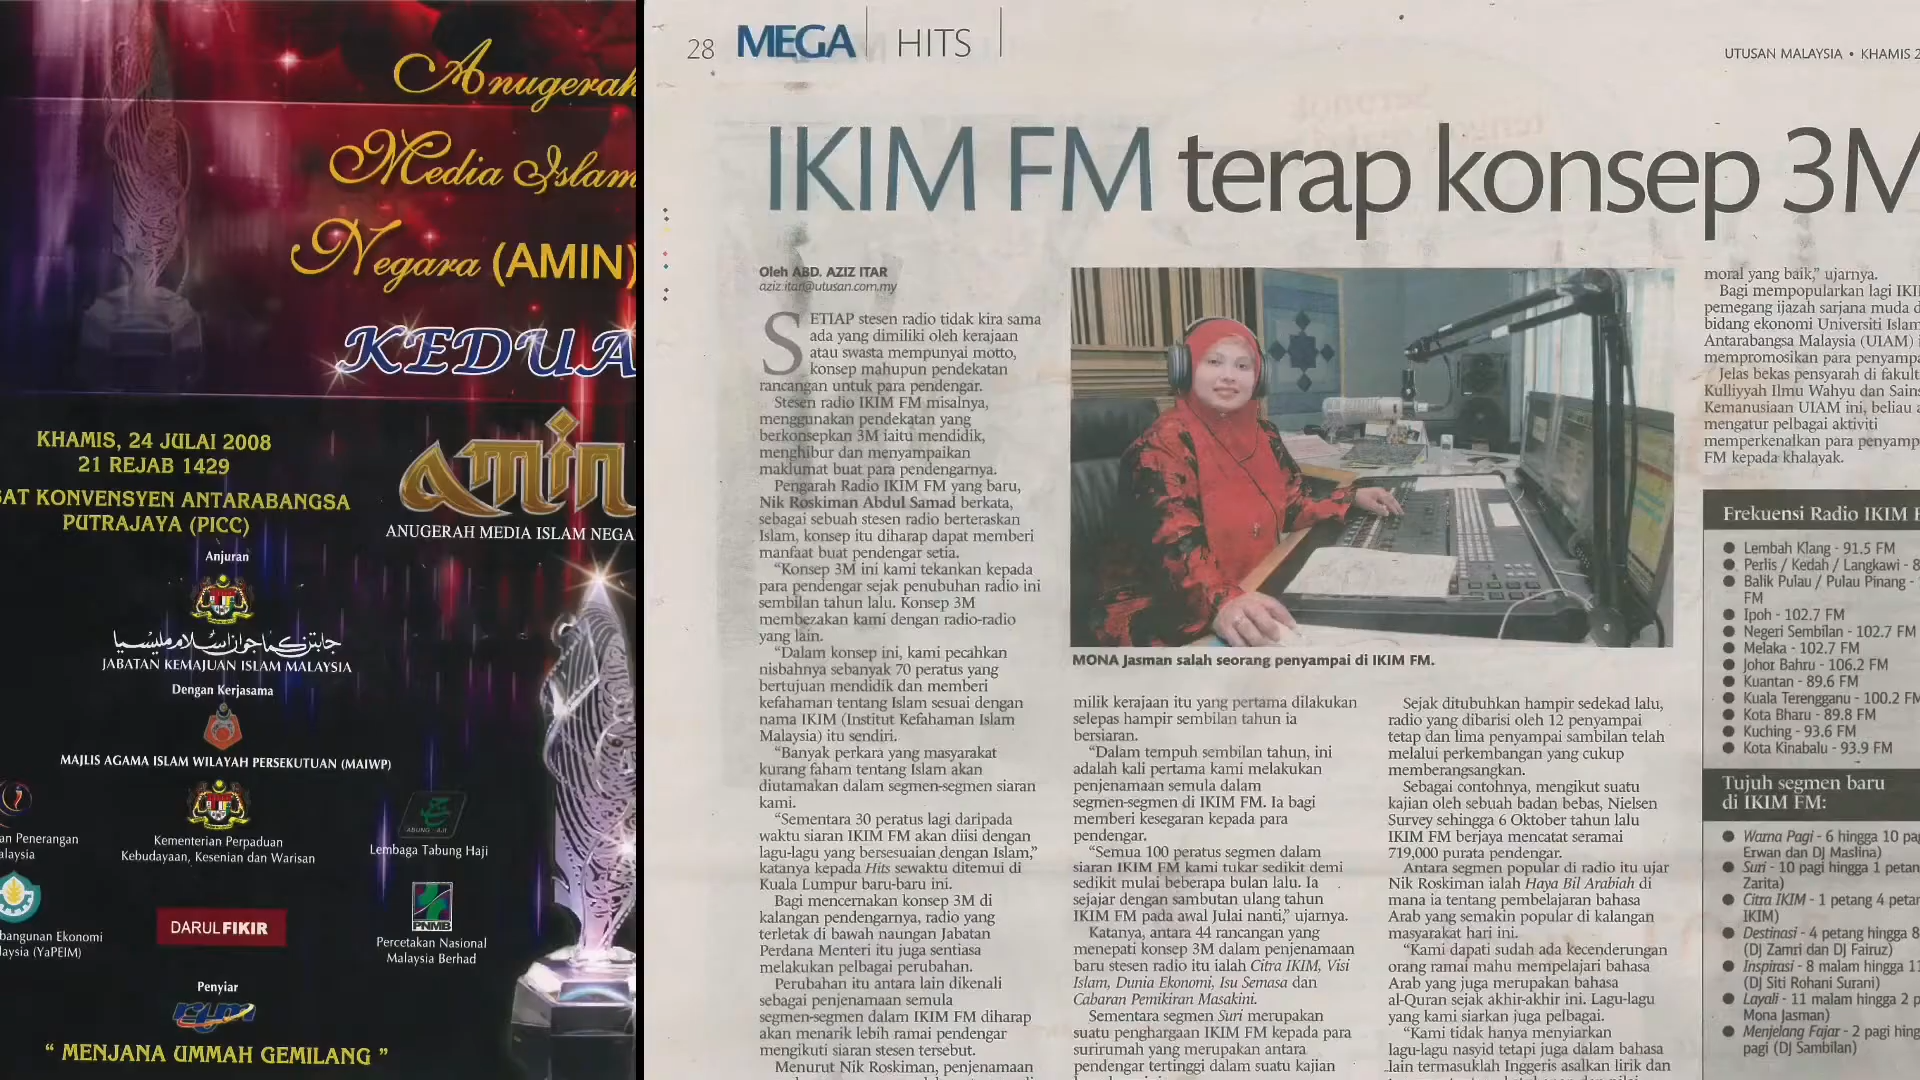 Anugerah
Media Islam
Negara (AMIN)
KEDUA
KHAMIS, 24 JULAI 2008
21 REJAB 1429
KONVENSYEN ANTARABANGSA
PUTRAJAYA (PICC)
amin
ANUGERAH MEDIA ISLAM
Anjuran
JABATAN KEMAJUAN ISLAM MALAYSIA
Dengan Kerjasama
MAJLIS AGAMA ISLAM WILAYAH PERSEKUTUAN (MAIWP)
Penerangan
Kementerian Perpaduan
Kebudayaan, Kesenian dan Warisan
Lembaga Tabung Haji
Ekonomi
(YaPEIM)
DARULFIKIR
PNMB
Percetakan Nasional
Malaysia Berhad
Penyiar
rtm
“ MENJANA UMMAH GEMILANG ”
28 MEGA HITS
UTUSAN MALAYSIA • KHAMIS
IKIM FM terap konsep 3M
Oleh ABD. AZIZ ITAR
aziz.itar@utusan.com.my
SETIAP stesen radio tidak kira sama
ada yang dimiliki oleh kerajaan
atau swasta mempunyai motto,
konsep mahupun pendekatan
rancangan untuk para pendengar.
Stesen radio IKIM FM misalnya,
menggunakan pendekatan yang
berkonsepkan 3M iaitu mendidik,
menghibur dan menyampaikan
maklumat buat para pendengarnya.
Pengarah Radio IKIM FM yang baru,
Nik Roskiman Abdul Samad berkata,
sebagai sebuah stesen radio berteraskan
Islam, konsep itu diharap dapat memberi
manfaat buat pendengar setia.
“Konsep 3M ini kami tekankan kepada
para pendengar sejak penubuhan radio ini
sembilan tahun lalu. Konsep 3M
membezakan kami dengan radio-radio
yang lain.
“Dalam konsep ini, kami pecahkan
nisbahnya sebanyak 70 peratus yang
bertujuan mendidik dan memberi
kefahaman tentang Islam sesuai dengan
nama IKIM (Institut Kefahaman Islam
Malaysia) itu sendiri.
“Banyak perkara yang masyarakat
kurang faham tentang Islam akan
diutamakan dalam segmen-segmen siaran
kami.
“Sementara 30 peratus lagi daripada
waktu siaran IKIM FM akan diisi dengan
lagu-lagu yang bersesuaian dengan Islam,”
katanya kepada Hits sewaktu ditemui di
Kuala Lumpur baru-baru ini.
Bagi mencernakan konsep 3M di
kalangan pendengarnya, radio yang
terletak di bawah naungan Jabatan
Perdana Menteri itu juga sentiasa
melakukan pelbagai perubahan.
Perubahan itu antara lain dikenali
sebagai penjenamaan semula
segmen-segmen dalam IKIM FM diharap
akan menarik lebih ramai pendengar
mengikuti siaran stesen tersebut.
Menurut Nik Roskiman, penjenamaan
MONA Jasman salah seorang penyampai di IKIM FM.
milik kerajaan itu yang pertama dilakukan
selepas hampir sembilan tahun ia
bersiaran.
“Dalam tempuh sembilan tahun, ini
adalah kali pertama kami melakukan
penjenamaan semula dalam
segmen-segmen di IKIM FM. Ia bagi
memberi kesegaran kepada para
pendengar.
“Semua 100 peratus segmen dalam
siaran IKIM FM kami tukar sedikit demi
sedikit mulai beberapa bulan lalu. Ia
sejajar dengan sambutan ulang tahun
IKIM FM pada awal Julai nanti,” ujarnya.
Katanya, antara 44 rancangan yang
menepati konsep 3M dalam penjenamaan
baru stesen radio itu ialah Citra IKIM, Visi
Islam, Dunia Ekonomi, Isu Semasa dan
Cabaran Pemikiran Masakini.
Sementara segmen Suri merupakan
suatu penghargaan IKIM FM kepada para
surirumah yang merupakan antara
pendengar tertinggi dalam suatu kajian
Sejak ditubuhkan hampir sedekad lalu,
radio yang dibarisi oleh 12 penyampai
tetap dan lima penyampai sambilan telah
melalui perkembangan yang cukup
memberangsangkan.
Sebagai contohnya, mengikut suatu
kajian oleh sebuah badan bebas, Nielsen
Survey sehingga 6 Oktober tahun lalu
IKIM FM berjaya mencatat seramai
719,000 purata pendengar.
Antara segmen popular di radio itu ujar
Nik Roskiman ialah Haya Bil Arabiah di
mana ia tentang pembelajaran bahasa
Arab yang semakin popular di kalangan
masyarakat hari ini.
“Kami dapati sudah ada kecenderungan
orang ramai mahu mempelajari bahasa
Arab yang juga merupakan bahasa
al-Quran sejak akhir-akhir ini. Lagu-lagu
yang kami siarkan juga pelbagai.
“Kami tidak hanya menyiarkan
lagu-lagu nasyid tetapi juga dalam bahasa
lain termasuklah Inggeris asalkan lirik dan
moral yang baik,” ujarnya.
Bagi mempopularkan lagi
pemegang ijazah sarjana muda
bidang ekonomi Universiti Islam
Antarabangsa Malaysia (UIAM)
mempromosikan para
Jelas bekas pensyarah di
Kulliyyah Ilmu Wahyu dan
Kemanusiaan UIAM ini, beliau
mengatur pelbagai aktiviti
memperkenalkan para
FM kepada khalayak.
Frekuensi Radio IKIM
● Lembah Klang - 91.5 FM
● Perlis / Kedah / Langkawi -
● Balik Pulau / Pulau Pinang -
FM
● Ipoh - 102.7 FM
● Negeri Sembilan - 102.7 FM
● Melaka - 102.7 FM
● Johor Bahru - 106.2 FM
● Kuantan - 89.6 FM
● Kuala Terengganu - 100.2 FM
● Kota Bharu - 89.8 FM
● Kuching - 93.6 FM
● Kota Kinabalu - 93.9 FM
Tujuh segmen baru
di IKIM FM:
● Warna Pagi - 6 hingga 10
Erwan dan DJ Maslina)
● Suri - 10 pagi hingga 1
Zarita)
● Citra IKIM - 1 petang 4
IKIM)
● Destinasi - 4 petang hingga 8
(DJ Zamri dan DJ Fairuz)
● Inspirasi - 8 malam hingga 11
(DJ Siti Rohani Surani)
● Layali - 11 malam hingga 2
Mona Jasman)
● Menjelang Fajar - 2 pagi
pagi (DJ Sambilan)